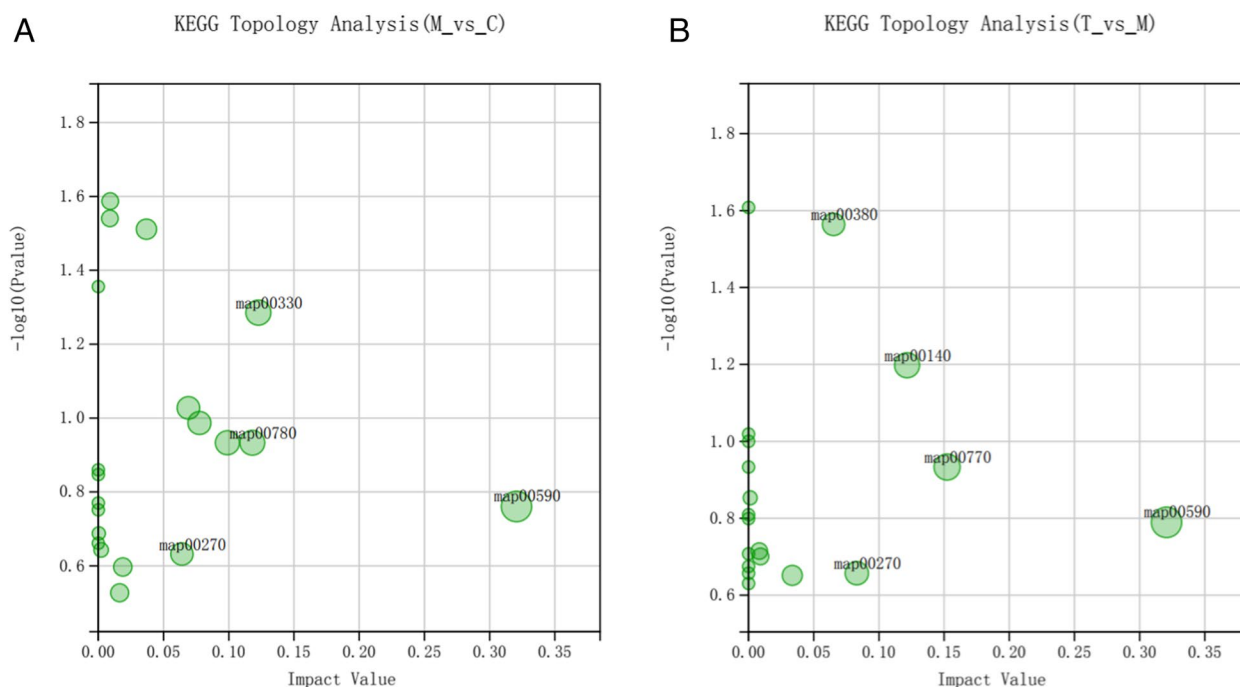 A
KEGG Topology Analysis(M_vs_C)
-log10(Pvalue)
1.8
1.6
1.4
1.2
1.0
0.8
0.6
map00330
map00780
map00590
map00270
0.00 0.05 0.10 0.15 0.20 0.25 0.30 0.35
Impact Value
B
KEGG Topology Analysis(T_vs_M)
-log10(Pvalue)
1.8
1.6
1.4
1.2
1.0
0.8
0.6
map00380
map00140
map00770
map00590
map00270
0.00 0.05 0.10 0.15 0.20 0.25 0.30 0.35
Impact Value